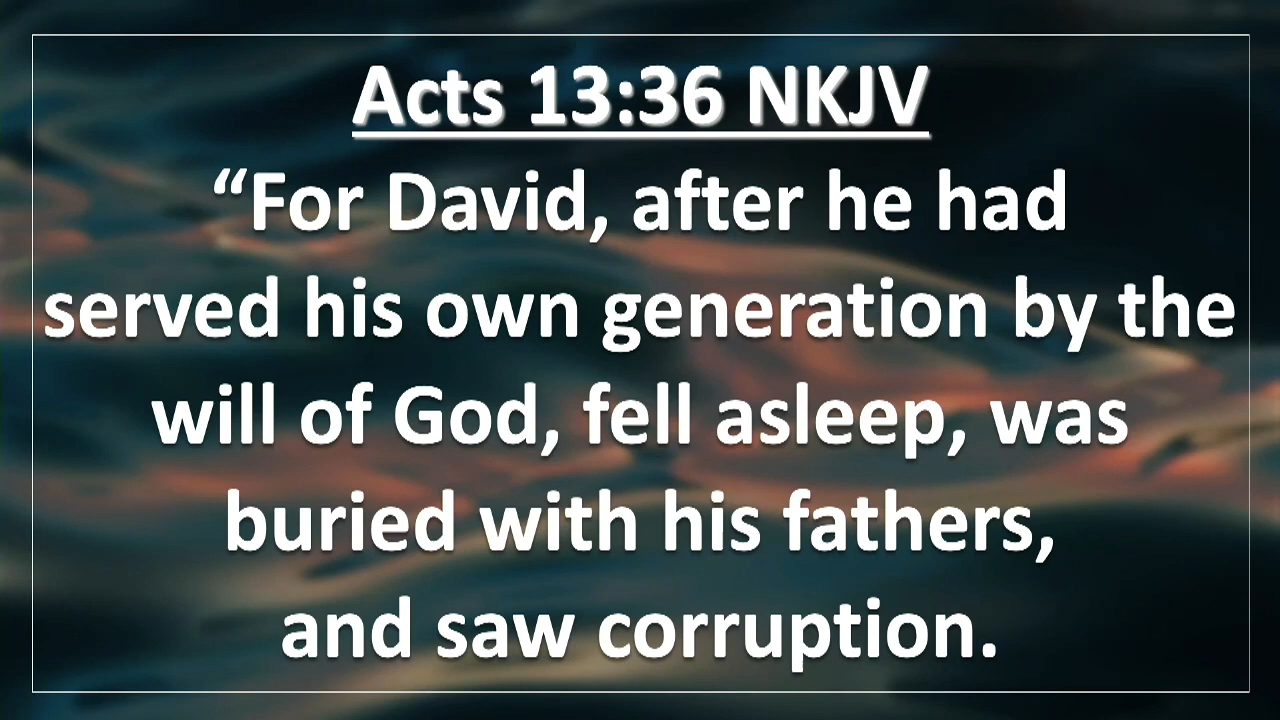 Acts 13:36 NKJV
“For David, after he had
served his own generation by the
will of God, fell asleep, was
buried with his fathers,
and saw corruption.